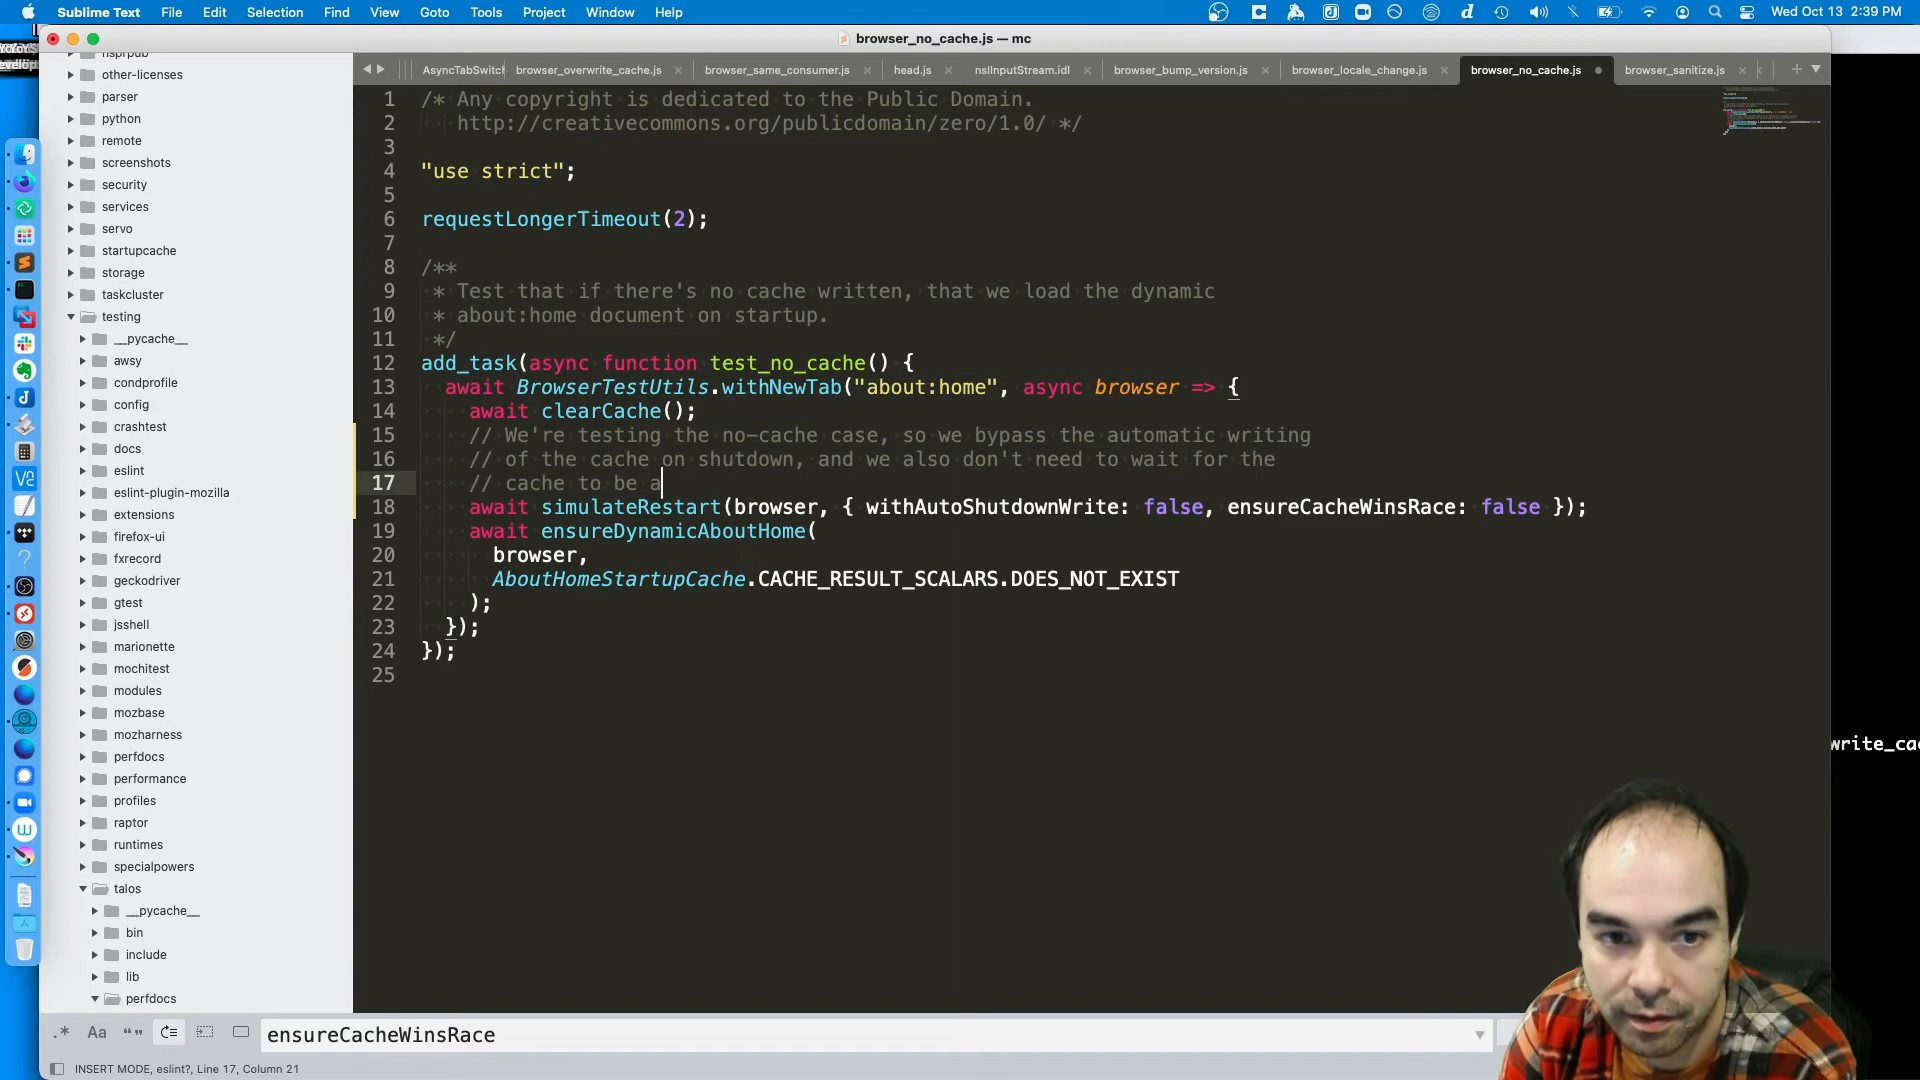 Sublime Text File Edit Selection Find View Goto Tools Project Window Help
Wed Oct 13 2:39 PM
browser_no_cache.js — mc
AsyncTabSwitch browser_overwrite_cache.js browser_same_consumer.js head.js nsIInputStream.idl browser_bump_version.js browser_locale_change.js browser_no_cache.js browser_sanitize.js
nsprpub
other-licenses
parser
python
remote
screenshots
security
services
servo
startupcache
storage
taskcluster
testing
__pycache__
awsy
condprofile
config
crashtest
docs
eslint
eslint-plugin-mozilla
extensions
firefox-ui
fxrecord
geckodriver
gtest
jsshell
marionette
mochitest
modules
mozbase
mozharness
perfdocs
performance
profiles
raptor
runtimes
specialpowers
talos
__pycache__
bin
include
lib
perfdocs
1 /* Any copyright is dedicated to the Public Domain.
2 http://creativecommons.org/publicdomain/zero/1.0/ */
3
4 "use strict";
5
6 requestLongerTimeout(2);
7
8 /**
9 * Test that if there's no cache written, that we load the dynamic
10 * about:home document on startup.
11 */
12 add_task(async function test_no_cache() {
13 await BrowserTestUtils.withNewTab("about:home", async browser => {
14 await clearCache();
15 // We're testing the no-cache case, so we bypass the automatic writing
16 // of the cache on shutdown, and we also don't need to wait for the
17 // cache to be a
18 await simulateRestart(browser, { withAutoShutdownWrite: false, ensureCacheWinsRace: false });
19 await ensureDynamicAboutHome(
20 browser,
21 AboutHomeStartupCache.CACHE_RESULT_SCALARS.DOES_NOT_EXIST
22 );
23 });
24 });
25
write_ca
.* Aa “”
ensureCacheWinsRace
INSERT MODE, eslint?, Line 17, Column 21